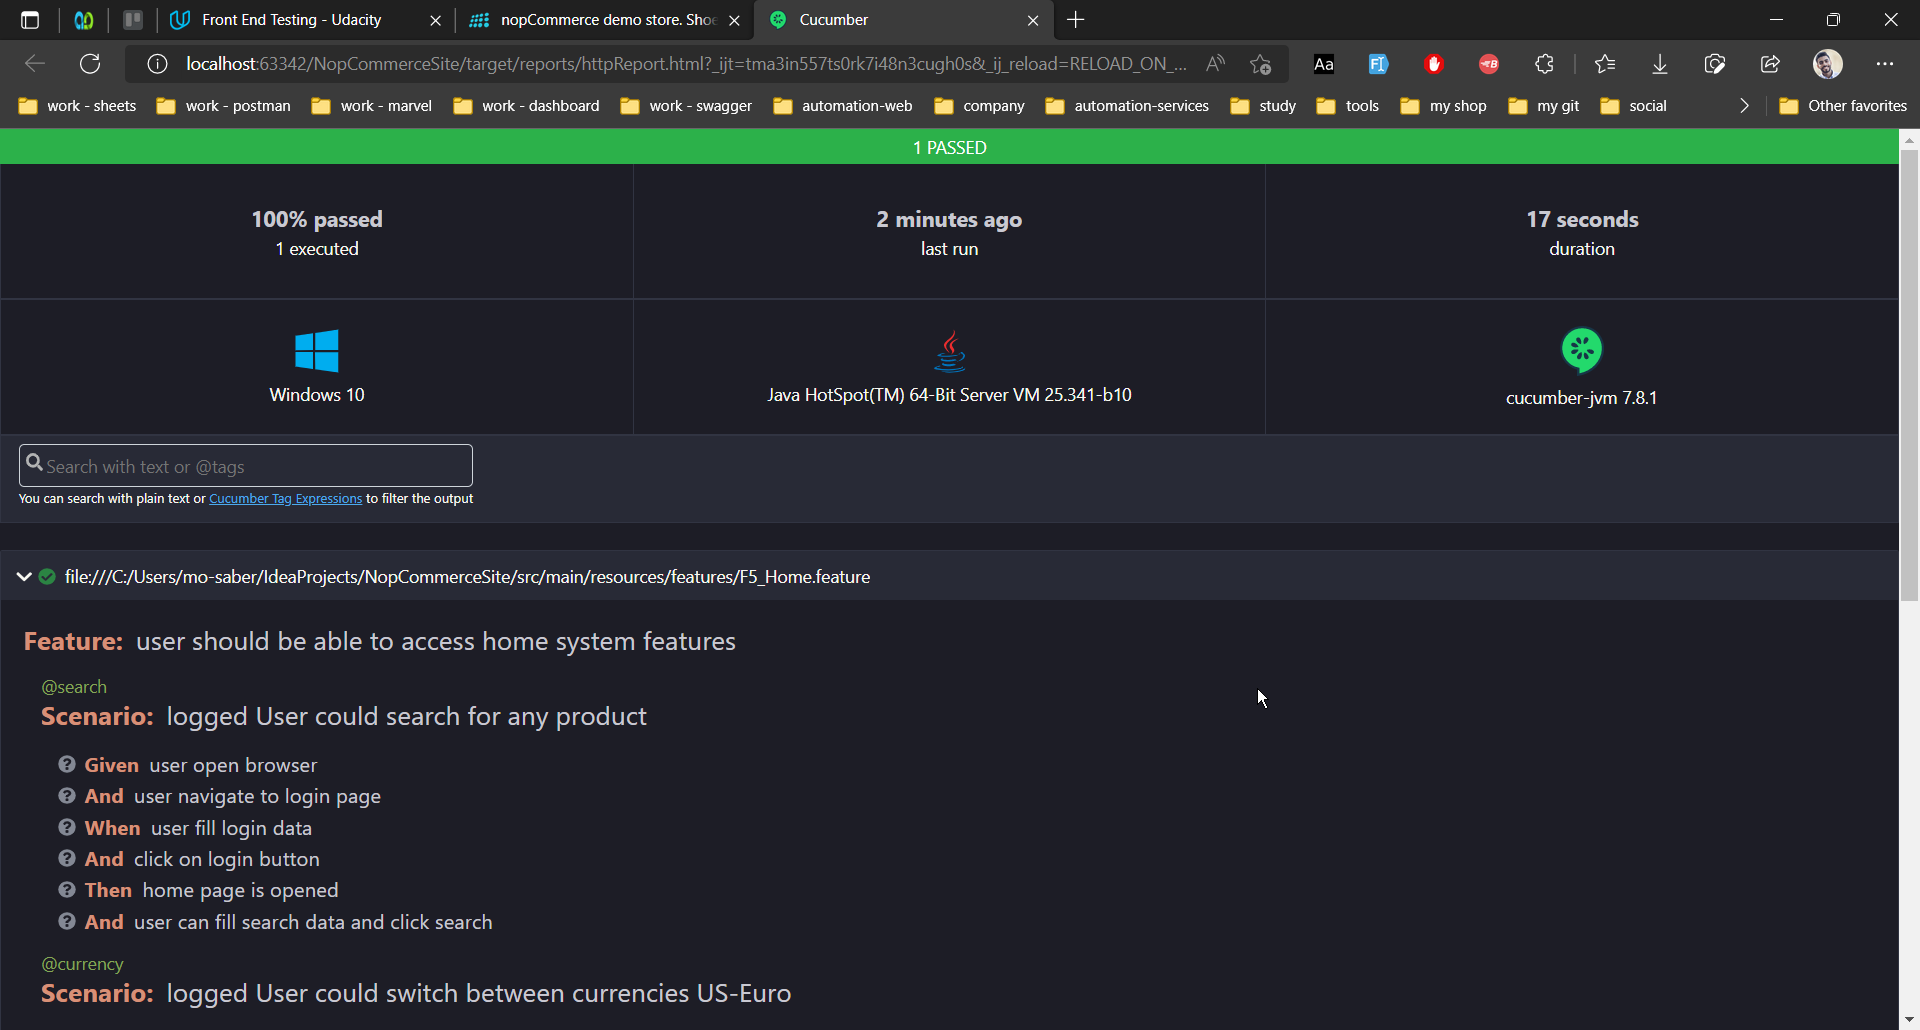 Front End Testing - Udacity
nopCommerce demo store. Sho
Cucumber
localhost:63342/NopCommerceSite/target/reports/httpReport.html?_ijt=tma3in557ts0rk7i48n3cugh0s&_ij_reload=RELOAD_ON_...
work - sheets
work - postman
work - marvel
work - dashboard
work - swagger
automation-web
company
automation-services
study
tools
my shop
my git
social
Other favorites
1 PASSED
100% passed
1 executed
2 minutes ago
last run
17 seconds
duration
Windows 10
Java HotSpot(TM) 64-Bit Server VM 25.341-b10
cucumber-jvm 7.8.1
Search with text or @tags
You can search with plain text or Cucumber Tag Expressions to filter the output
file:///C:/Users/mo-saber/IdeaProjects/NopCommerceSite/src/main/resources/features/F5_Home.feature
Feature: user should be able to access home system features
@search
Scenario: logged User could search for any product
Given user open browser
And user navigate to login page
When user fill login data
And click on login button
Then home page is opened
And user can fill search data and click search
@currency
Scenario: logged User could switch between currencies US-Euro